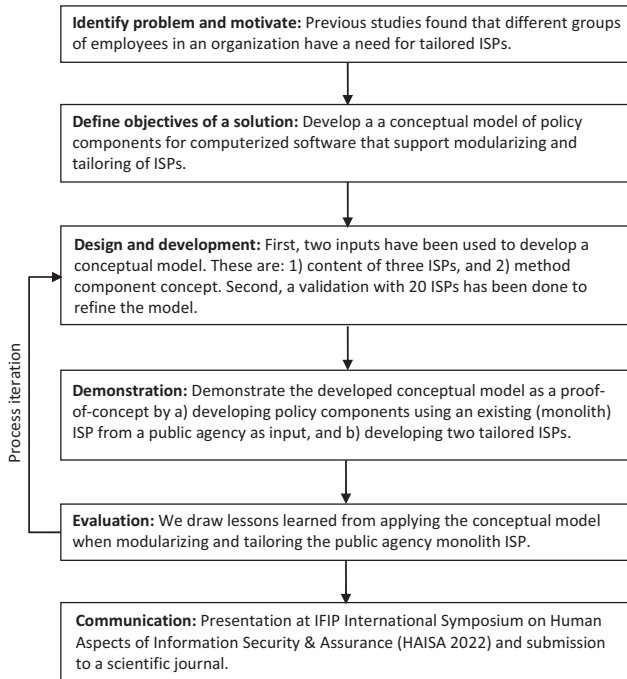 Identify problem and motivate: Previous studies found that different groups
of employees in an organization have a need for tailored ISPs.
Define objectives of a solution: Develop a a conceptual model of policy
components for computerized software that support modularizing and
tailoring of ISPs.
Design and development: First, two inputs have been used to develop a
conceptual model. These are: 1) content of three ISPs, and 2) method
component concept. Second, a validation with 20 ISPs has been done to
refine the model.
Process iteration
Demonstration: Demonstrate the developed conceptual model as a proof-
of-concept by a) developing policy components using an existing (monolith)
ISP from a public agency as input, and b) developing two tailored ISPs.
Evaluation: We draw lessons learned from applying the conceptual model
when modularizing and tailoring the public agency monolith ISP.
Communication: Presentation at IFIP International Symposium on Human
Aspects of Information Security & Assurance (HAISA 2022) and submission
to a scientific journal.